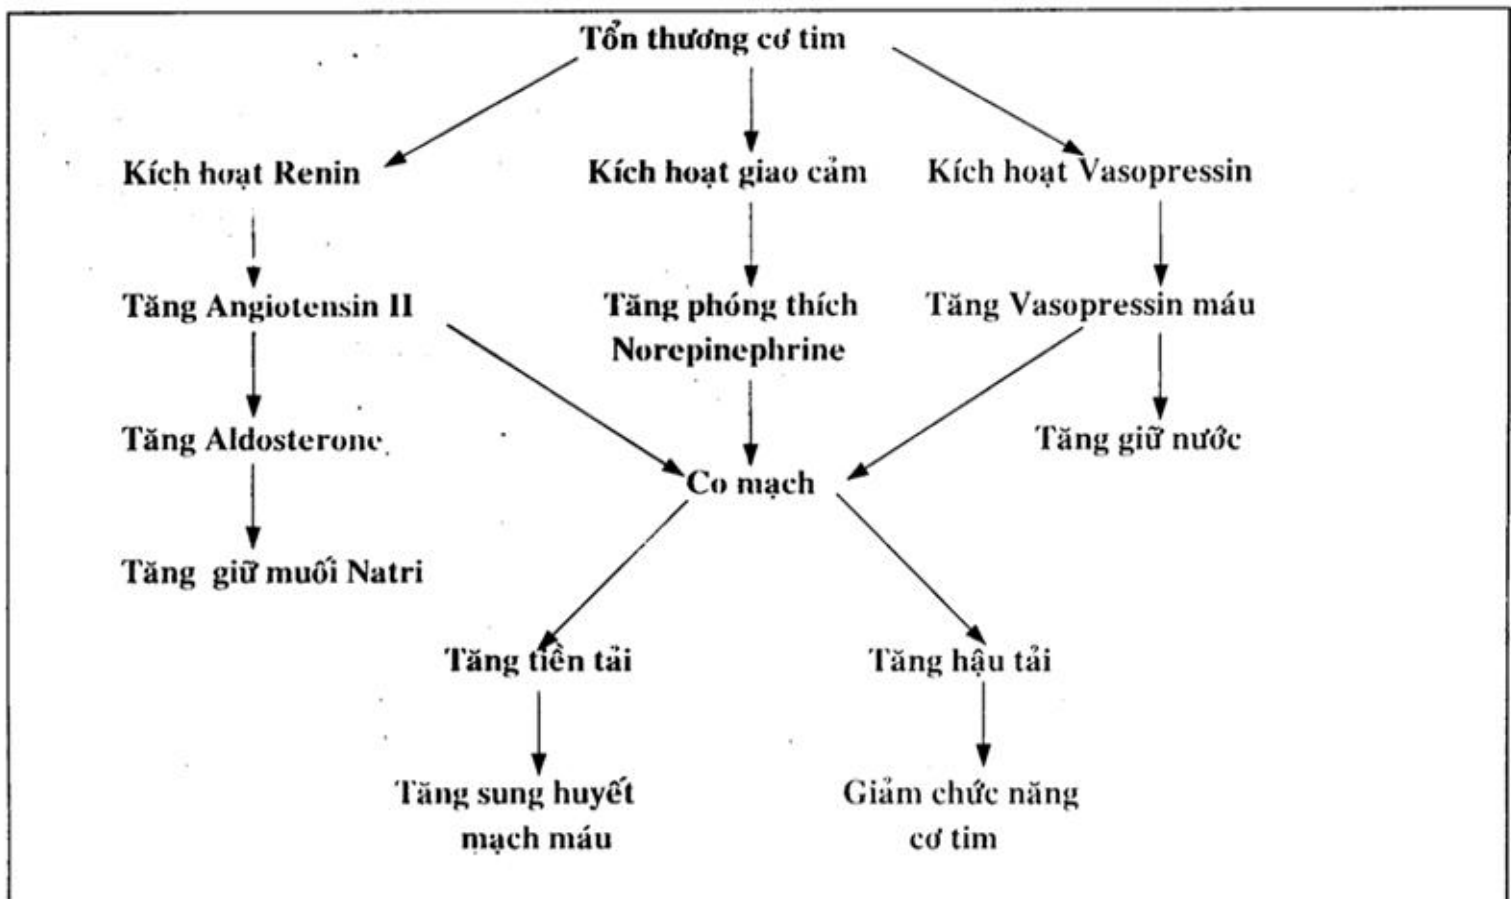 Tổn thương cơ tim
Kích hoạt Renin
Kích hoạt giao cảm
Kích hoạt Vasopressin
Tăng Angiotensin II
Tăng phóng thích
Norepinephrine
Tăng Vasopressin máu
Tăng Aldosterone
Tăng giữ nước
Co mạch
Tăng giữ muối Natri
Tăng tiền tải
Tăng hậu tải
Tăng sung huyết
mạch máu
Giảm chức năng
cơ tim